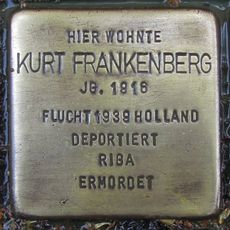 HIER WOHNTE
KURT FRANKENBERG
JG. 1916
FLUCHT 1939 HOLLAND
DEPORTIERT
RIGA
ERMORDET